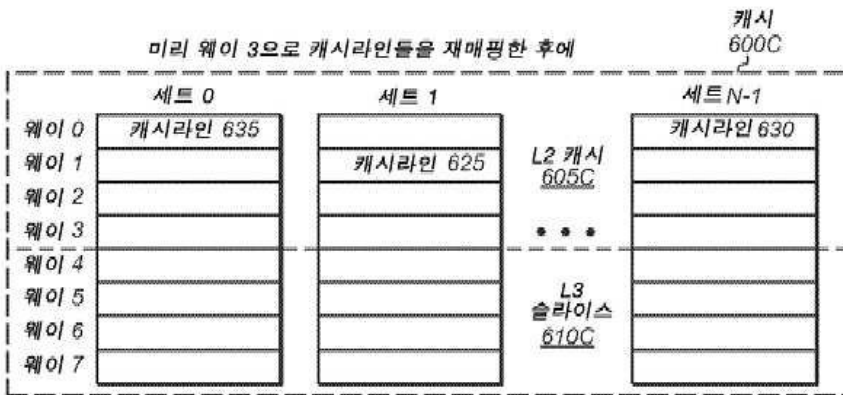 캐시
600C
미리 웨이 3으로 캐시라인들을 재매핑한 후에
세트 0
세트 1
세트 N-1
웨이 0
캐시라인 635
캐시라인 630
웨이 1
캐시라인 625
L2 캐시
605C
웨이 2
웨이 3
• • •
웨이 4
웨이 5
L3
슬라이스
610C
웨이 6
웨이 7